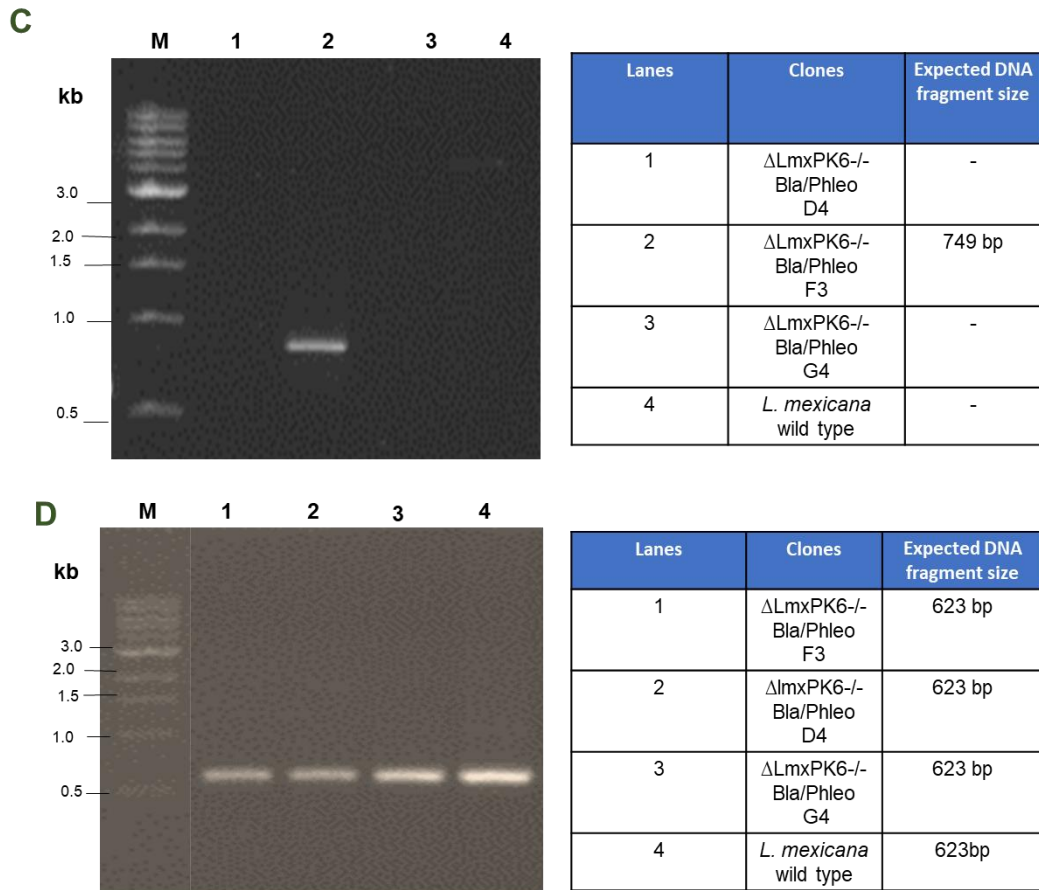 C
M 1 2 3 4
kb
3.0
2.0
1.5
1.0
0.5
Lanes Clones Expected DNA
fragment size
1 ΔLmxPK6-/- -
Bla/Phleo
D4
2 ΔLmxPK6-/- 749 bp
Bla/Phleo
F3
3 ΔLmxPK6-/- -
Bla/Phleo
G4
4 L. mexicana -
wild type
D
M 1 2 3 4
kb
3.0
2.0
1.5
1.0
0.5
Lanes Clones Expected DNA
fragment size
1 ΔLmxPK6-/- 623 bp
Bla/Phleo
F3
2 ΔlmxPK6-/- 623 bp
Bla/Phleo
D4
3 ΔLmxPK6-/- 623 bp
Bla/Phleo
G4
4 L. mexicana 623bp
wild type